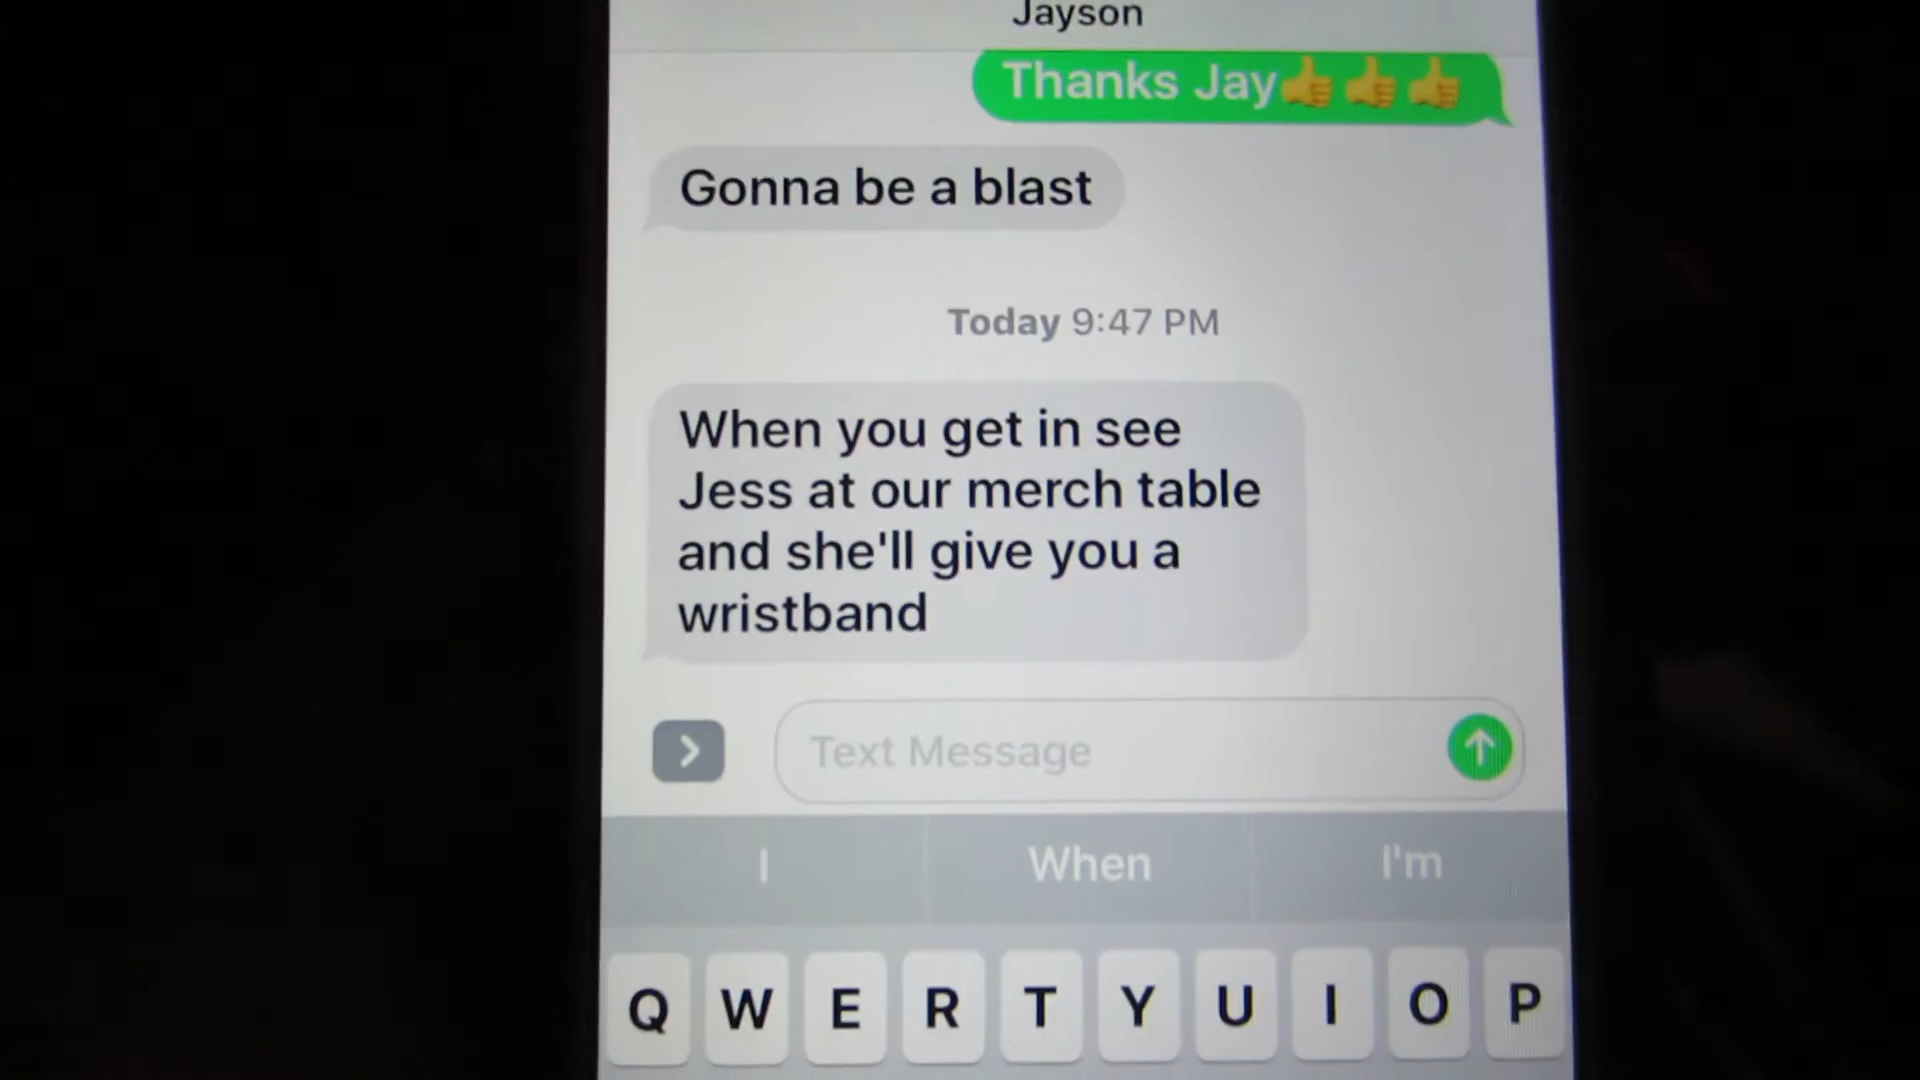 Jayson
Thanks Jay👍👍👍
Gonna be a blast
Today 9:47 PM
When you get in see
Jess at our merch table
and she'll give you a
wristband
Text Message
I When I'm
Q W E R T Y U I O P